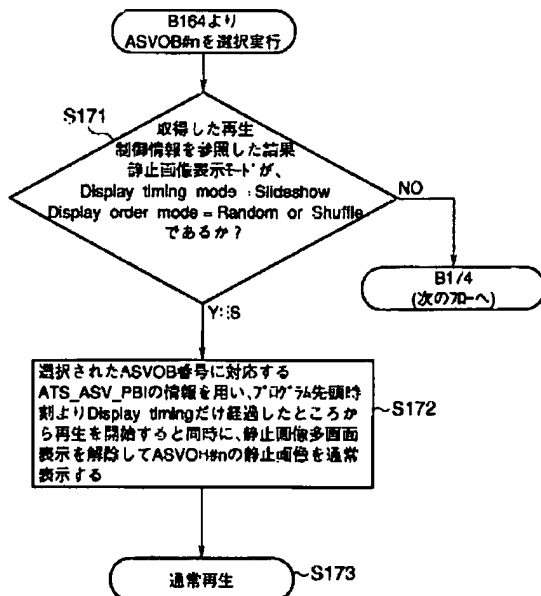 B164より
ASVOB#nを選択実行
S171
取得した再生
制御情報を参照した結果
静止画像表示モードが、
Display timing mode :Slideshow
Display order mode = Random or Shuffle
であるか？
NO
B174
(次のフローへ)
YES
選択されたASVOB番号に対応する
ATS_ASV_PBIの情報を用い、プログラム先頭時
刻よりDisplay timingだけ経過したところか
ら再生を開始すると同時に、静止画像多画面
表示を解除してASVOB#nの静止画像を通常
表示する
S172
通常再生
S173